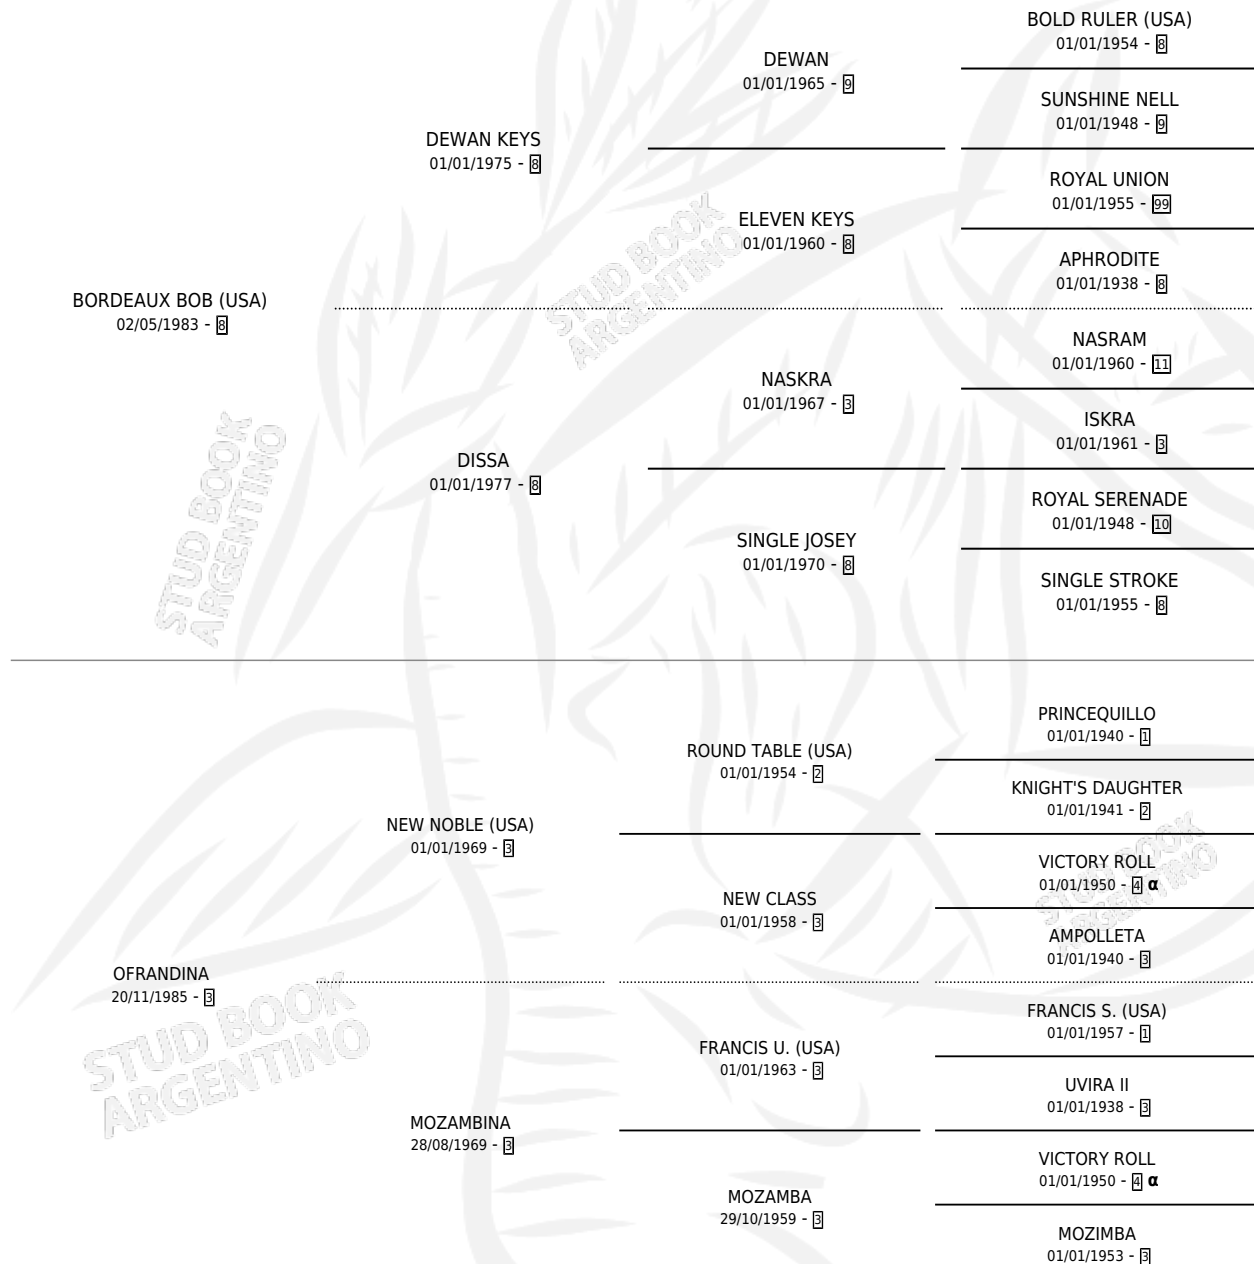 BOLD RULER (USA)
01/01/1954 - 8
DEWAN
01/01/1965 - 9
SUNSHINE NELL
01/01/1948 - 9
DEWAN KEYS
01/01/1975 - 8
ROYAL UNION
01/01/1955 - 99
ELEVEN KEYS
01/01/1960 - 8
APHRODITE
01/01/1938 - 8
BORDEAUX BOB (USA)
02/05/1983 - 8
STUD BOOK
ARGENTINO
NASRAM
01/01/1960 - 11
NASKRA
01/01/1967 - 3
ISKRA
01/01/1961 - 3
DISSA
01/01/1977 - 8
STUD BOOK
ARGENTINO
ROYAL SERENADE
01/01/1948 - 10
SINGLE JOSEY
01/01/1970 - 8
SINGLE STROKE
01/01/1955 - 8
PRINCEQUILLO
01/01/1940 - 1
ROUND TABLE (USA)
01/01/1954 - 2
KNIGHT'S DAUGHTER
01/01/1941 - 2
NEW NOBLE (USA)
01/01/1969 - 3
VICTORY ROLL
01/01/1950 - 4 α
STUD BOOK
ARGENTINO
NEW CLASS
01/01/1958 - 3
AMPOLLETA
01/01/1940 - 3
OFRANDINA
20/11/1985 - 3
STUD BOOK
ARGENTINO
FRANCIS S. (USA)
01/01/1957 - 1
FRANCIS U. (USA)
01/01/1963 - 3
UVIRA II
01/01/1938 - 3
MOZAMBINA
28/08/1969 - 3
VICTORY ROLL
01/01/1950 - 4 α
MOZAMBA
29/10/1959 - 3
MOZIMBA
01/01/1953 - 3